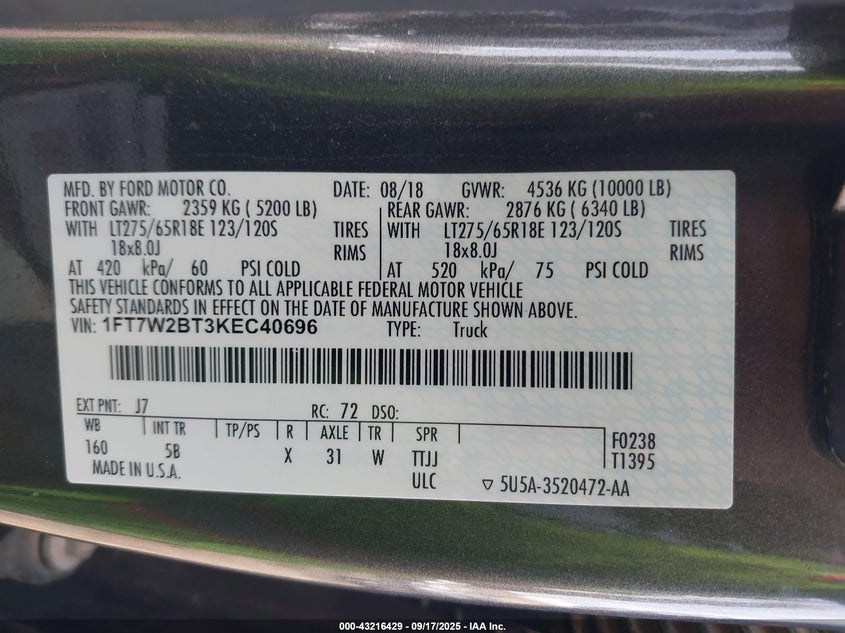 MFD. BY FORD MOTOR CO. DATE: 08/18 GVWR: 4536 KG (10000 LB)
FRONT GAWR: 2359 KG ( 5200 LB) REAR GAWR: 2876 KG ( 6340 LB)
WITH LT275/65R18E 123/120S TIRES WITH LT275/65R18E 123/120S TIRES
18x8.0J RIMS 18x8.0J RIMS
AT 420 kPa/ 60 PSI COLD AT 520 kPa/ 75 PSI COLD
THIS VEHICLE CONFORMS TO ALL APPLICABLE FEDERAL MOTOR VEHICLE
SAFETY STANDARDS IN EFFECT ON THE DATE OF MANUFACTURE SHOWN ABOVE.
VIN: 1FT7W2BT3KEC40696 TYPE: Truck
EXT PNT: J7 RC: 72 DSO:
WB INT TR TP/PS R AXLE TR SPR F0238
160 5B X 31 W TTJJ T1395
MADE IN U.S.A. ULC ▽ 5U5A-3520472-AA
000-43216429 - 09/17/2025 - IAA Inc.